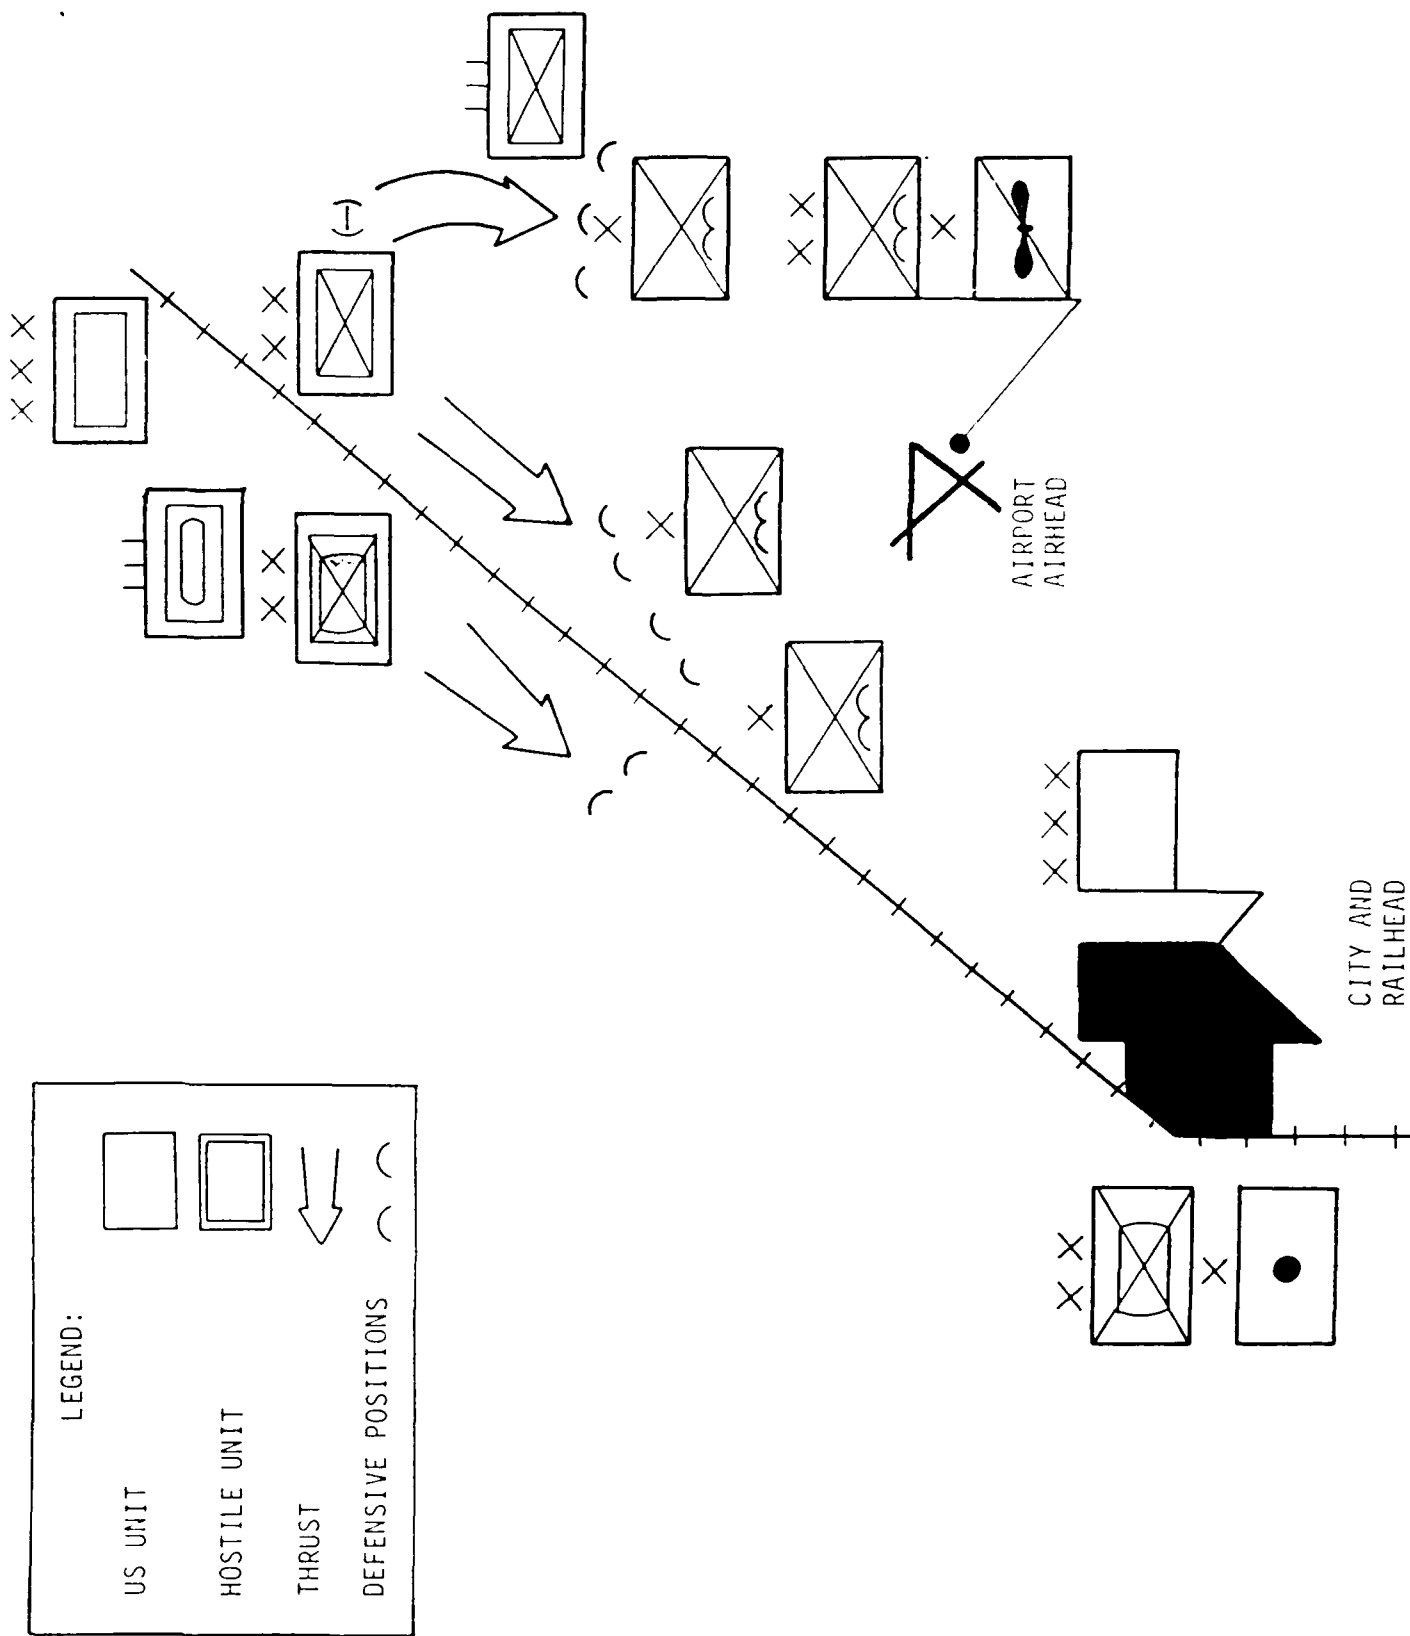 LEGEND:
US UNIT
HOSTILE UNIT
THRUST
DEFENSIVE POSITIONS
AIRPORT
AIRHEAD
CITY AND
RAILHEAD